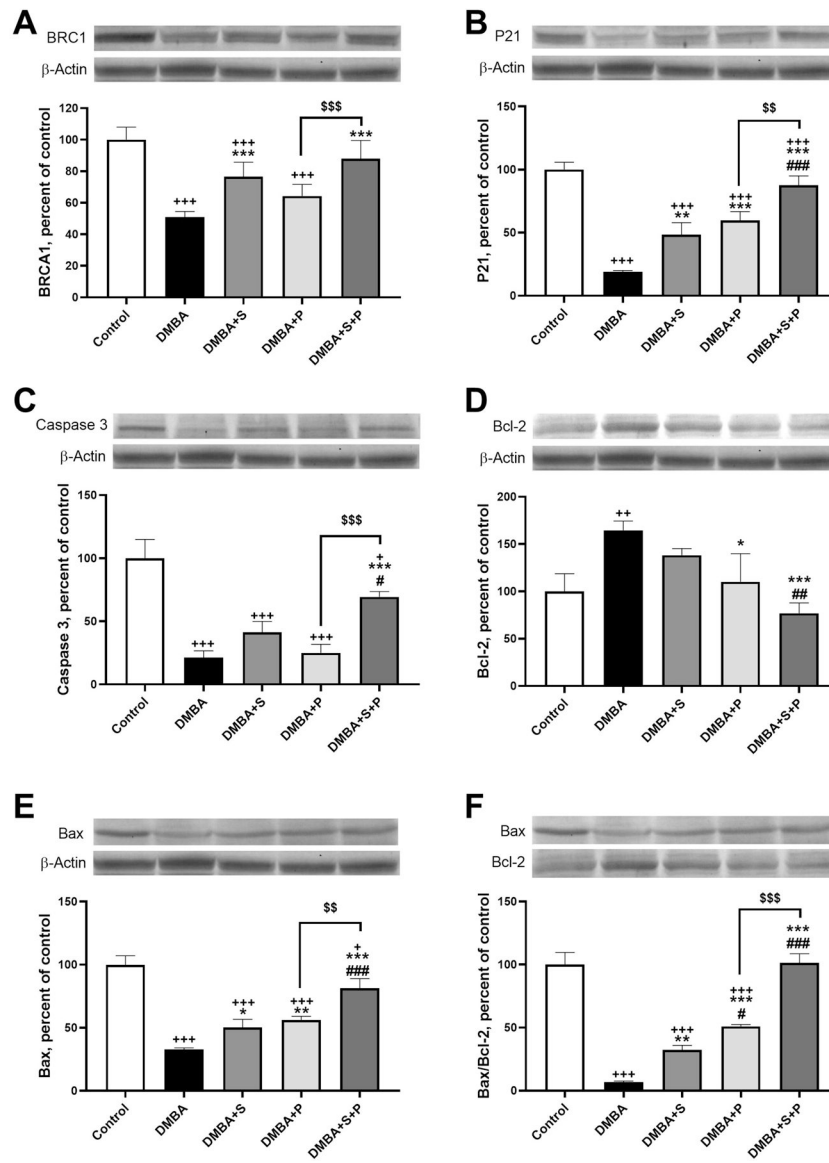 A
BRC1
β-Actin
BRCA1, percent of control
120
100
80
60
40
20
0
+++
+++
***
+++
$$$
***
Control
DMBA
DMBA+S
DMBA+P
DMBA+S+P
B
P21
β-Actin
P21, percent of control
150
100
50
0
+++
+++
**
+++
***
$$
+++
***
###
Control
DMBA
DMBA+S
DMBA+P
DMBA+S+P
C
Caspase 3
β-Actin
Caspase 3, percent of control
150
100
50
0
+++
+++
+++
$$$
+
***
#
Control
DMBA
DMBA+S
DMBA+P
DMBA+S+P
D
Bcl-2
β-Actin
Bcl-2, percent of control
200
150
100
50
0
++
*
***
##
Control
DMBA
DMBA+S
DMBA+P
DMBA+S+P
E
Bax
β-Actin
Bax, percent of control
150
100
50
0
+++
+++
*
+++
**
$$
+
***
###
Control
DMBA
DMBA+S
DMBA+P
DMBA+S+P
F
Bax
Bcl-2
Bax/Bcl-2, percent of control
150
100
50
0
+++
+++
**
+++
***
#
$$$
***
###
Control
DMBA
DMBA+S
DMBA+P
DMBA+S+P